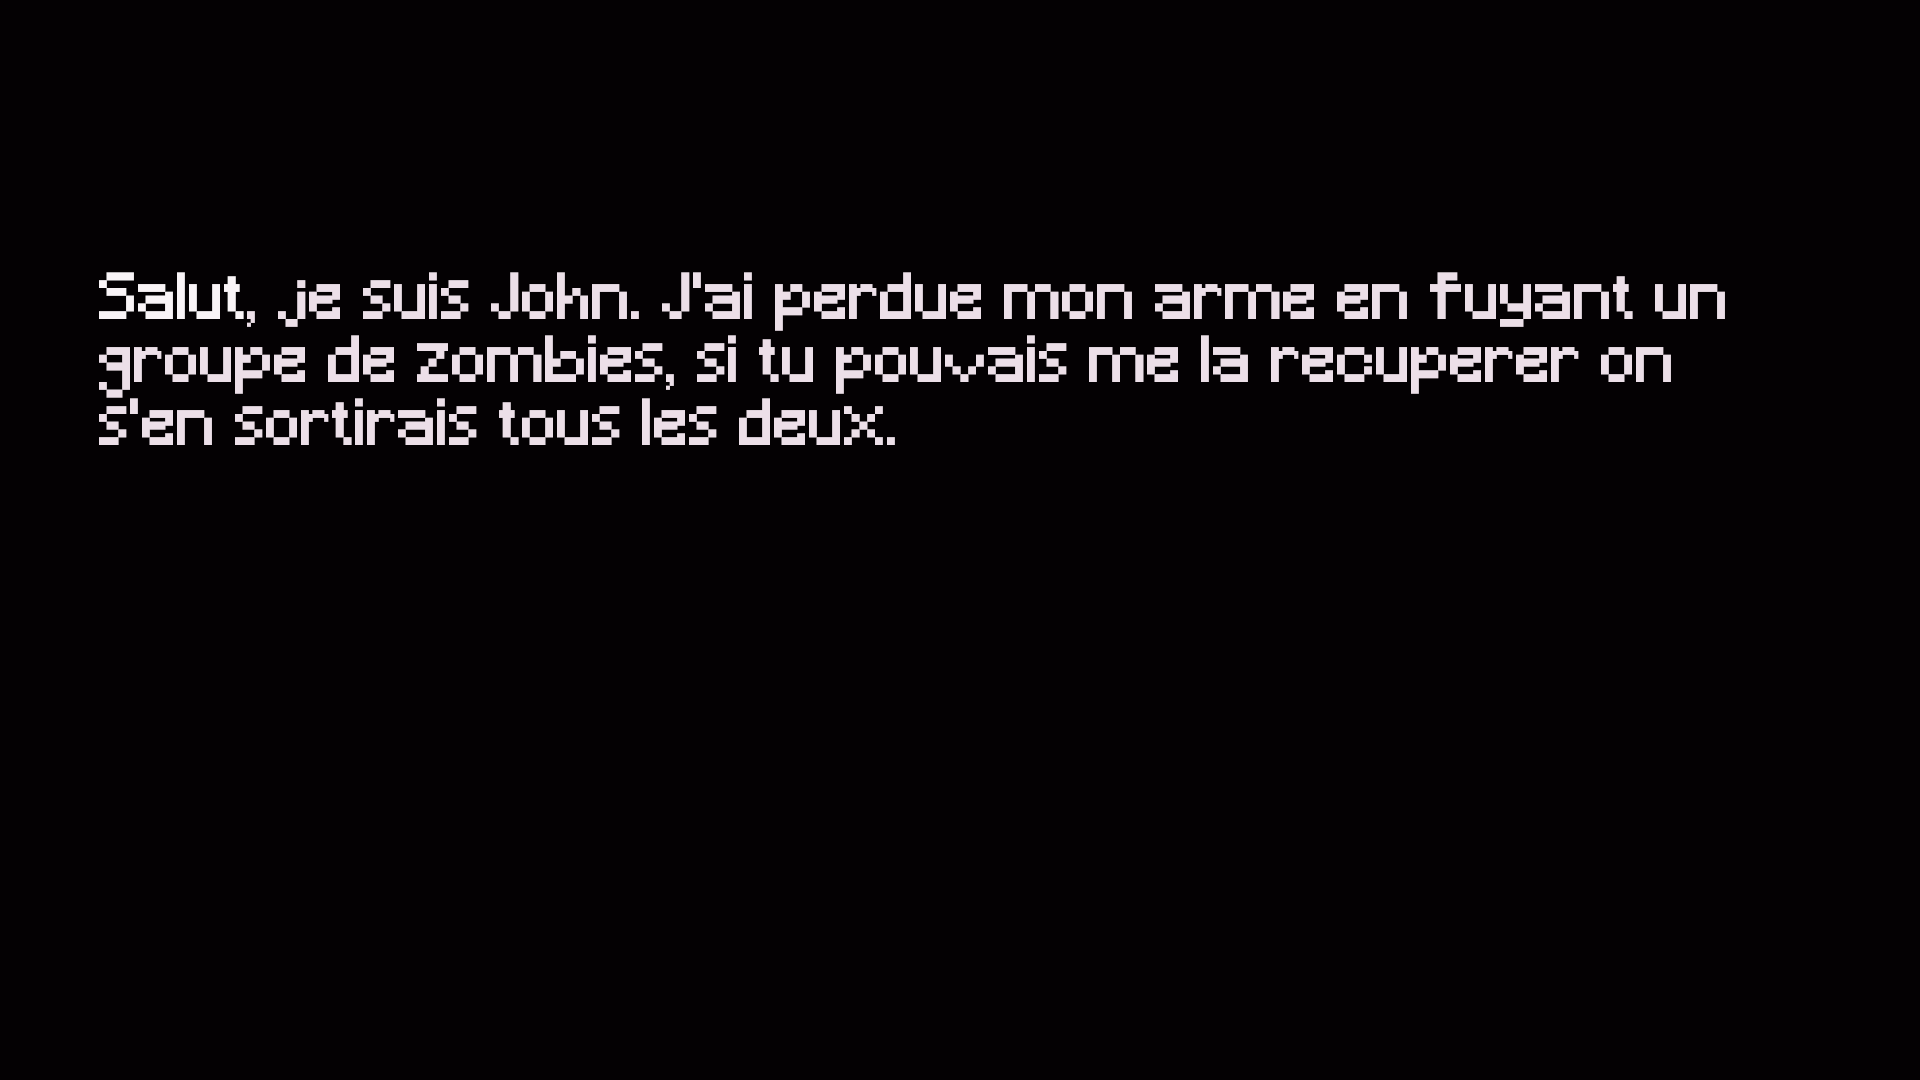 Salut, je suis John. J'ai perdue mon arme en fuyant un
groupe de zombies, si tu pouvais me la recuperer on
s'en sortirais tous les deux.